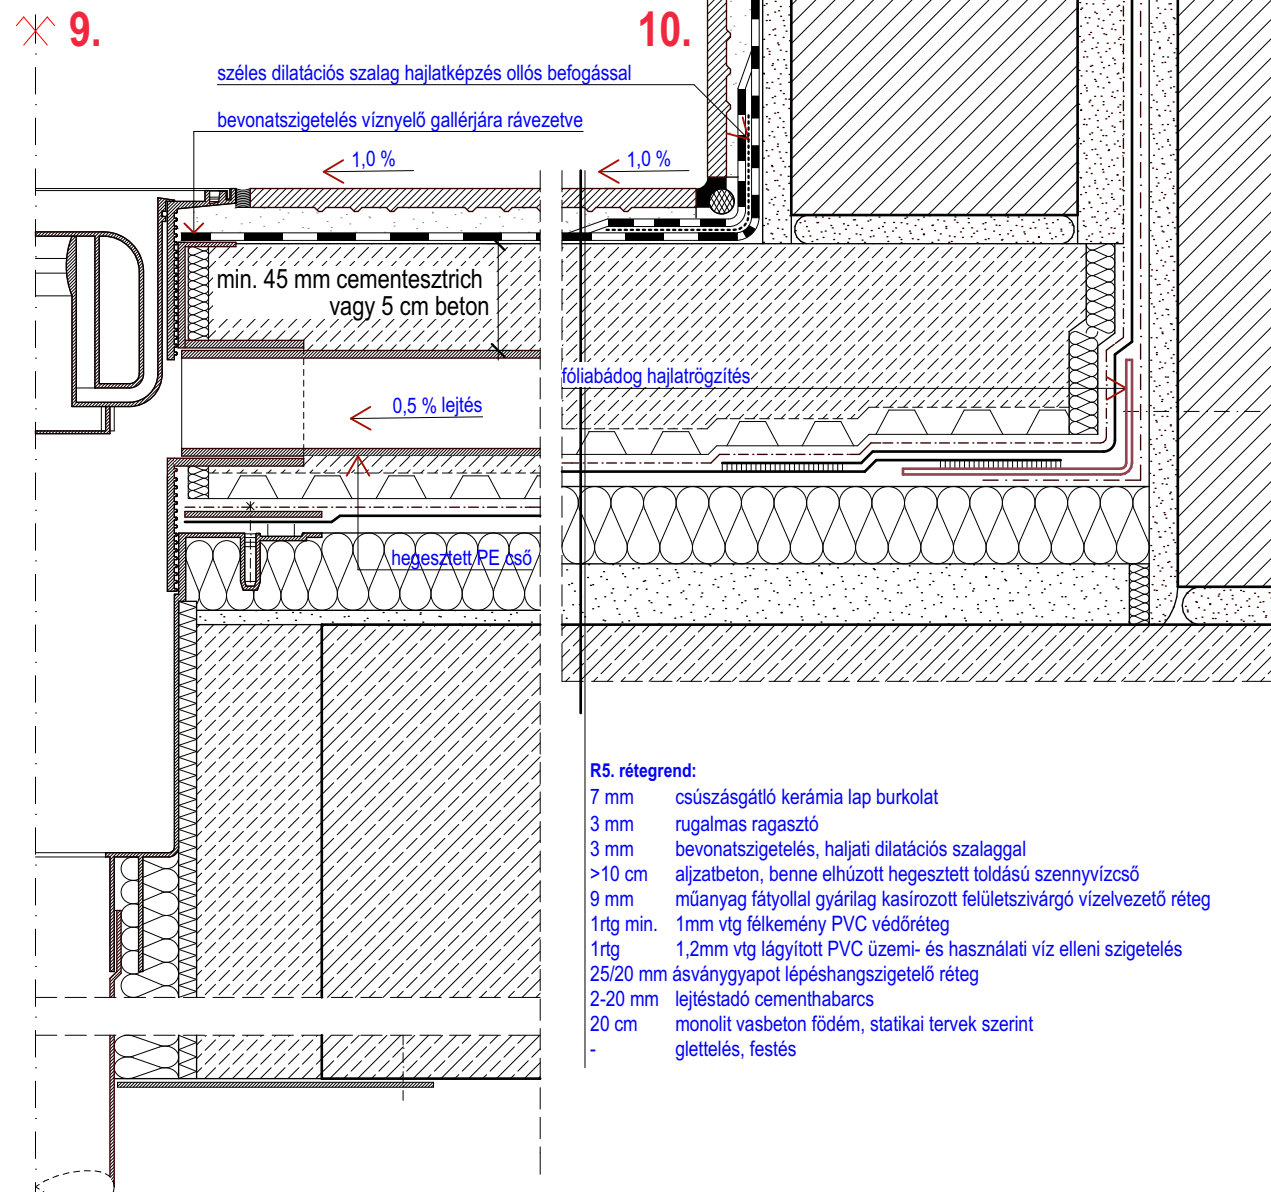 9.
10.
széles dilatációs szalag hajlatképzés ollós befogással
bevonatszigetelés víznyelő gallérjára rávezetve
1,0 %
1,0 %
min. 45 mm cementesztrich
vagy 5 cm beton
fóliabádog hajlatrögzítés
0,5 % lejtés
hegesztett PE cső
R5. rétegrend:
7 mm csúszásgátló kerámia lap burkolat
3 mm rugalmas ragasztó
3 mm bevonatszigetelés, haljati dilatációs szalaggal
>10 cm aljzatbeton, benne elhúzott hegesztett toldású szennyvízcső
9 mm műanyag fátyollal gyárilag kasírozott felületszivárgó vízelvezető réteg
1rtg min. 1mm vtg félkemény PVC védőréteg
1rtg 1,2mm vtg lágyított PVC üzemi- és használati víz elleni szigetelés
25/20 mm ásványgyapot lépéshangszigetelő réteg
2-20 mm lejtéstadó cementhabarcs
20 cm monolit vasbeton födém, statikai tervek szerint
- glettelés, festés